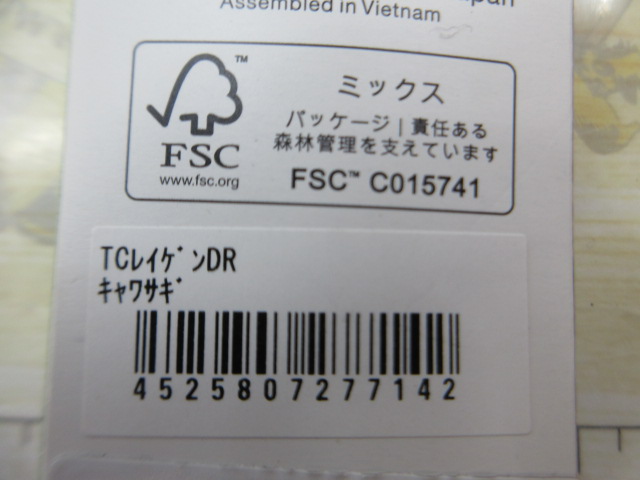 Assembled in Vietnam
FSC™
www.fsc.org
ミックス
パッケージ | 責任ある
森林管理を支えています
FSC™ C015741
TCﾚｲｹﾞﾝDR
ｷｬﾜｻｷﾞ
4525807277142